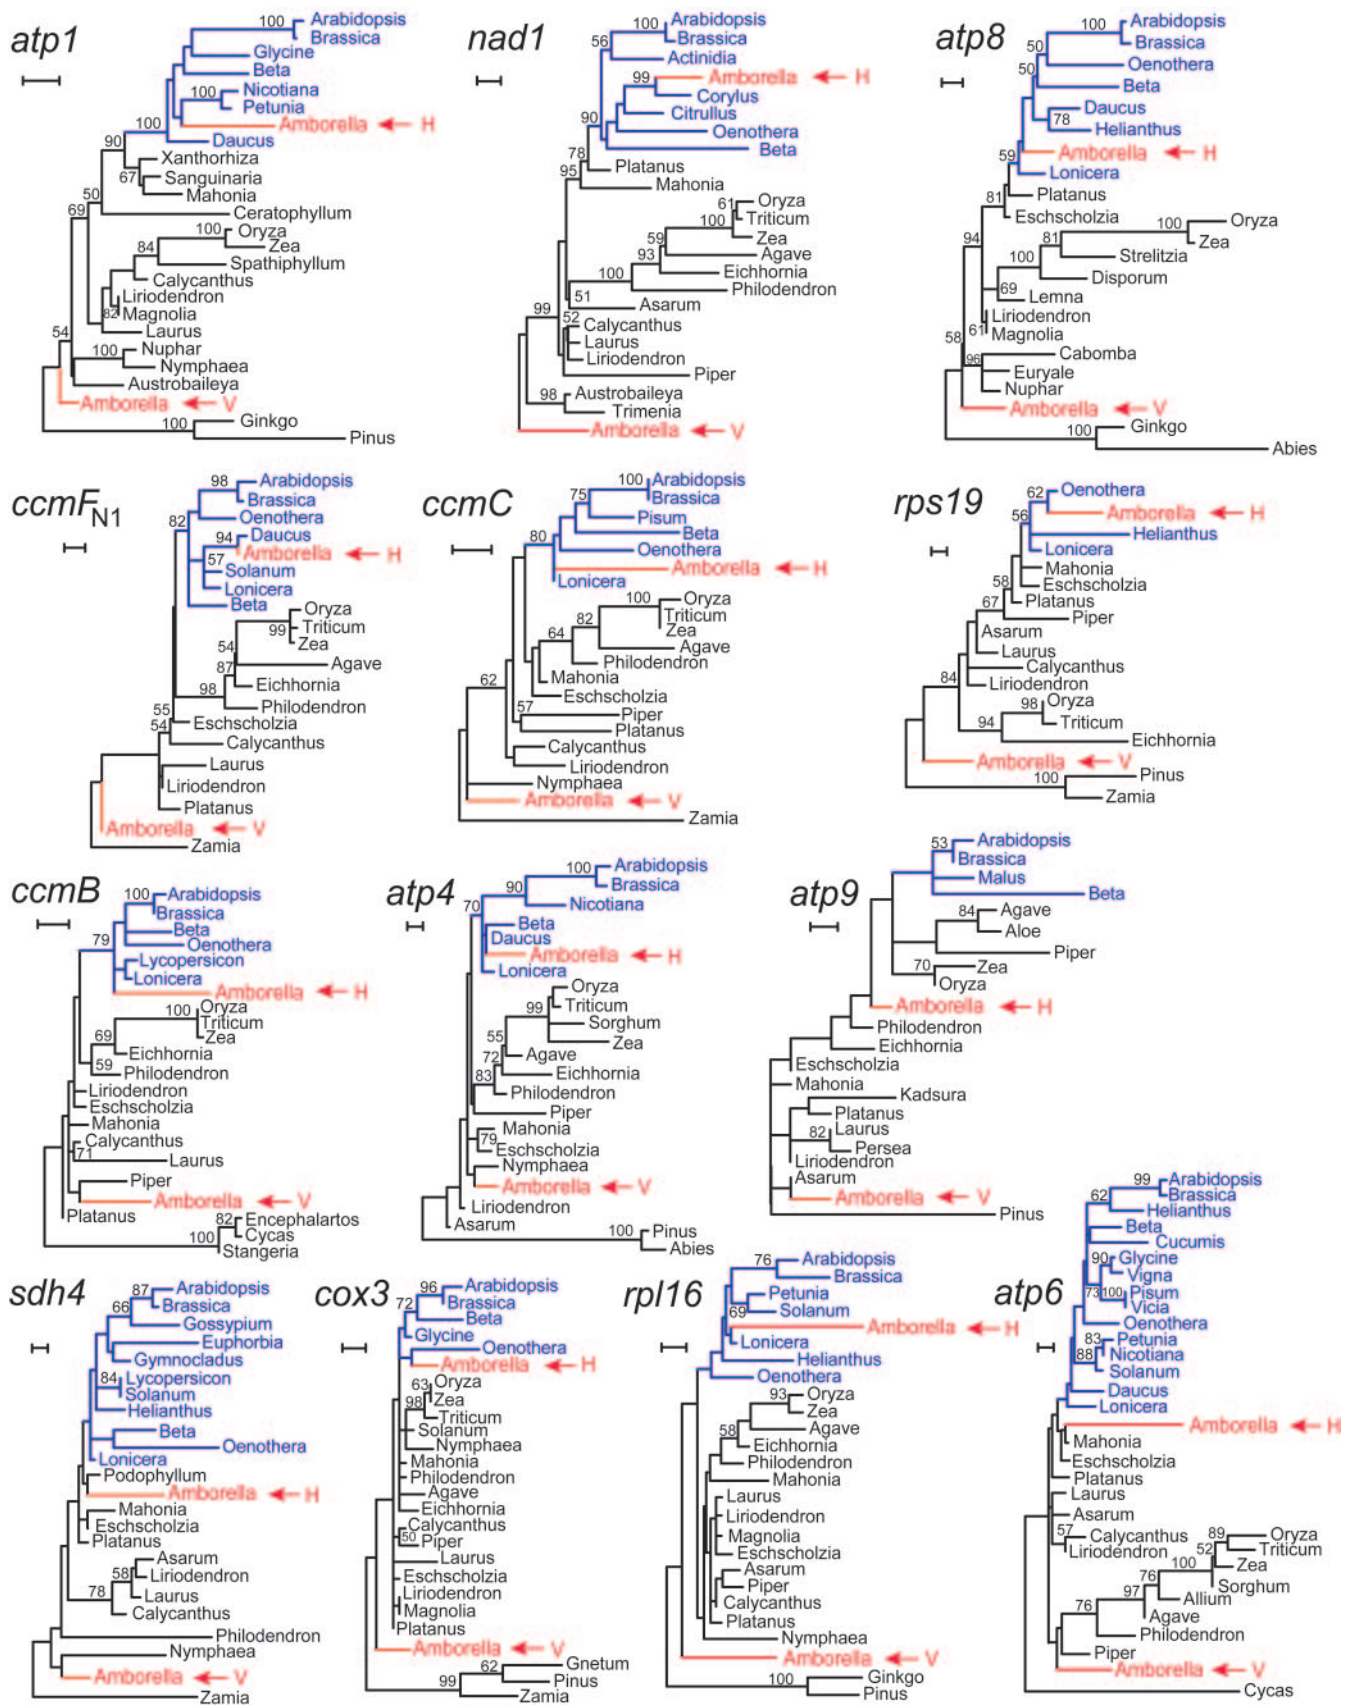 atp1
100
Arabidopsis
Brassica
Glycine
Beta
Nicotiana
100
Petunia
Amborella H
100
Daucus
90
Xanthorhiza
67
Sanguinaria
Mahonia
50
69
Ceratophyllum
100
Oryza
Zea
84
Spathiphyllum
Calycanthus
Liriodendron
82
Magnolia
Laurus
54
100
Nuphar
Nymphaea
Austrobaileya
Amborella V
100
Ginkgo
Pinus
nad1
100
Arabidopsis
56
Brassica
Actinidia
99
Amborella H
Corylus
Citrullus
90
Oenothera
Beta
78
95
Platanus
Mahonia
61
Oryza
100
Triticum
59
Zea
93
Agave
100
Eichhornia
Philodendron
51
Asarum
99
52
Calycanthus
Laurus
Liriodendron
Piper
98
Austrobaileya
Trimenia
Amborella V
atp8
100
Arabidopsis
50
Brassica
Oenothera
50
Beta
Daucus
78
Helianthus
59
Amborella H
Lonicera
81
Platanus
Eschscholzia
100
Oryza
94
81
Zea
100
Strelitzia
Disporum
69
Lemna
Liriodendron
61
Magnolia
58
96
Cabomba
Euryale
Nuphar
Amborella V
100
Ginkgo
Abies
ccmFN1
98
Arabidopsis
Brassica
82
Oenothera
94
Daucus
Amborella H
57
Solanum
Lonicera
Beta
Oryza
99
Triticum
Zea
54
87
Agave
98
Eichhornia
Philodendron
55
54
Eschscholzia
Calycanthus
Laurus
Liriodendron
Platanus
Amborella V
Zamia
ccmC
100
Arabidopsis
75
Brassica
Pisum
Beta
80
Oenothera
Amborella H
Lonicera
100
Oryza
82
Triticum
Zea
64
Agave
Philodendron
Mahonia
62
Eschscholzia
57
Piper
Platanus
Calycanthus
Liriodendron
Nymphaea
Amborella V
Zamia
rps19
62
Oenothera
56
Amborella H
Helianthus
Lonicera
Mahonia
58
Eschscholzia
67
Platanus
Piper
Asarum
Laurus
Calycanthus
84
Liriodendron
98
Oryza
94
Triticum
Eichhornia
Amborella V
100
Pinus
Zamia
ccmB
100
Arabidopsis
Brassica
Beta
79
Oenothera
Lycopersicon
Lonicera
Amborella H
100
Oryza
Triticum
69
Zea
Eichhornia
59
Philodendron
Liriodendron
Eschscholzia
Mahonia
Calycanthus
71
Laurus
Piper
Amborella V
Platanus
82
Encephalartos
100
Cycas
Stangeria
atp4
100
Arabidopsis
90
Brassica
70
Nicotiana
Beta
Daucus
Amborella H
Lonicera
Oryza
99
Triticum
Sorghum
55
Zea
72
Agave
83
Eichhornia
Philodendron
Piper
Mahonia
79
Eschscholzia
Nymphaea
Amborella V
Liriodendron
Asarum
100
Pinus
Abies
atp9
53
Arabidopsis
Brassica
Malus
Beta
84
Agave
Aloe
Piper
70
Zea
Oryza
Amborella H
Philodendron
Eichhornia
Eschscholzia
Mahonia
Kadsura
Platanus
82
Laurus
Persea
Liriodendron
Asarum
Amborella V
Pinus
sdh4
87
Arabidopsis
66
Brassica
Gossypium
Euphorbia
Gymnocladus
84
Lycopersicon
Solanum
Helianthus
Beta
Oenothera
Lonicera
Podophyllum
Amborella H
Mahonia
Eschscholzia
Platanus
Asarum
58
Liriodendron
78
Laurus
Calycanthus
Philodendron
Nymphaea
Amborella V
Zamia
cox3
96
Arabidopsis
72
Brassica
Beta
Glycine
Oenothera
Amborella H
63
Oryza
98
Zea
Triticum
Solanum
Nymphaea
Mahonia
Philodendron
Agave
Eichhornia
Calycanthus
50
Piper
Laurus
Eschscholzia
Liriodendron
Magnolia
Platanus
Amborella V
62
Gnetum
99
Pinus
Zamia
rpl16
76
Arabidopsis
Brassica
Petunia
69
Solanum
Amborella H
Lonicera
Helianthus
Oenothera
93
Oryza
Zea
58
Agave
Eichhornia
Philodendron
Mahonia
Laurus
Liriodendron
Magnolia
Eschscholzia
Asarum
Piper
Calycanthus
Platanus
Nymphaea
Amborella V
100
Ginkgo
Pinus
atp6
99
Arabidopsis
62
Brassica
Helianthus
Beta
Cucumis
90
Glycine
Vigna
73
100
Pisum
Vicia
Oenothera
83
Petunia
88
Nicotiana
Solanum
Daucus
Lonicera
Amborella H
Mahonia
Eschscholzia
Platanus
Laurus
Asarum
57
Calycanthus
Liriodendron
89
Oryza
52
Triticum
100
Zea
76
Sorghum
97
Allium
76
Agave
Philodendron
Piper
Amborella V
Cycas